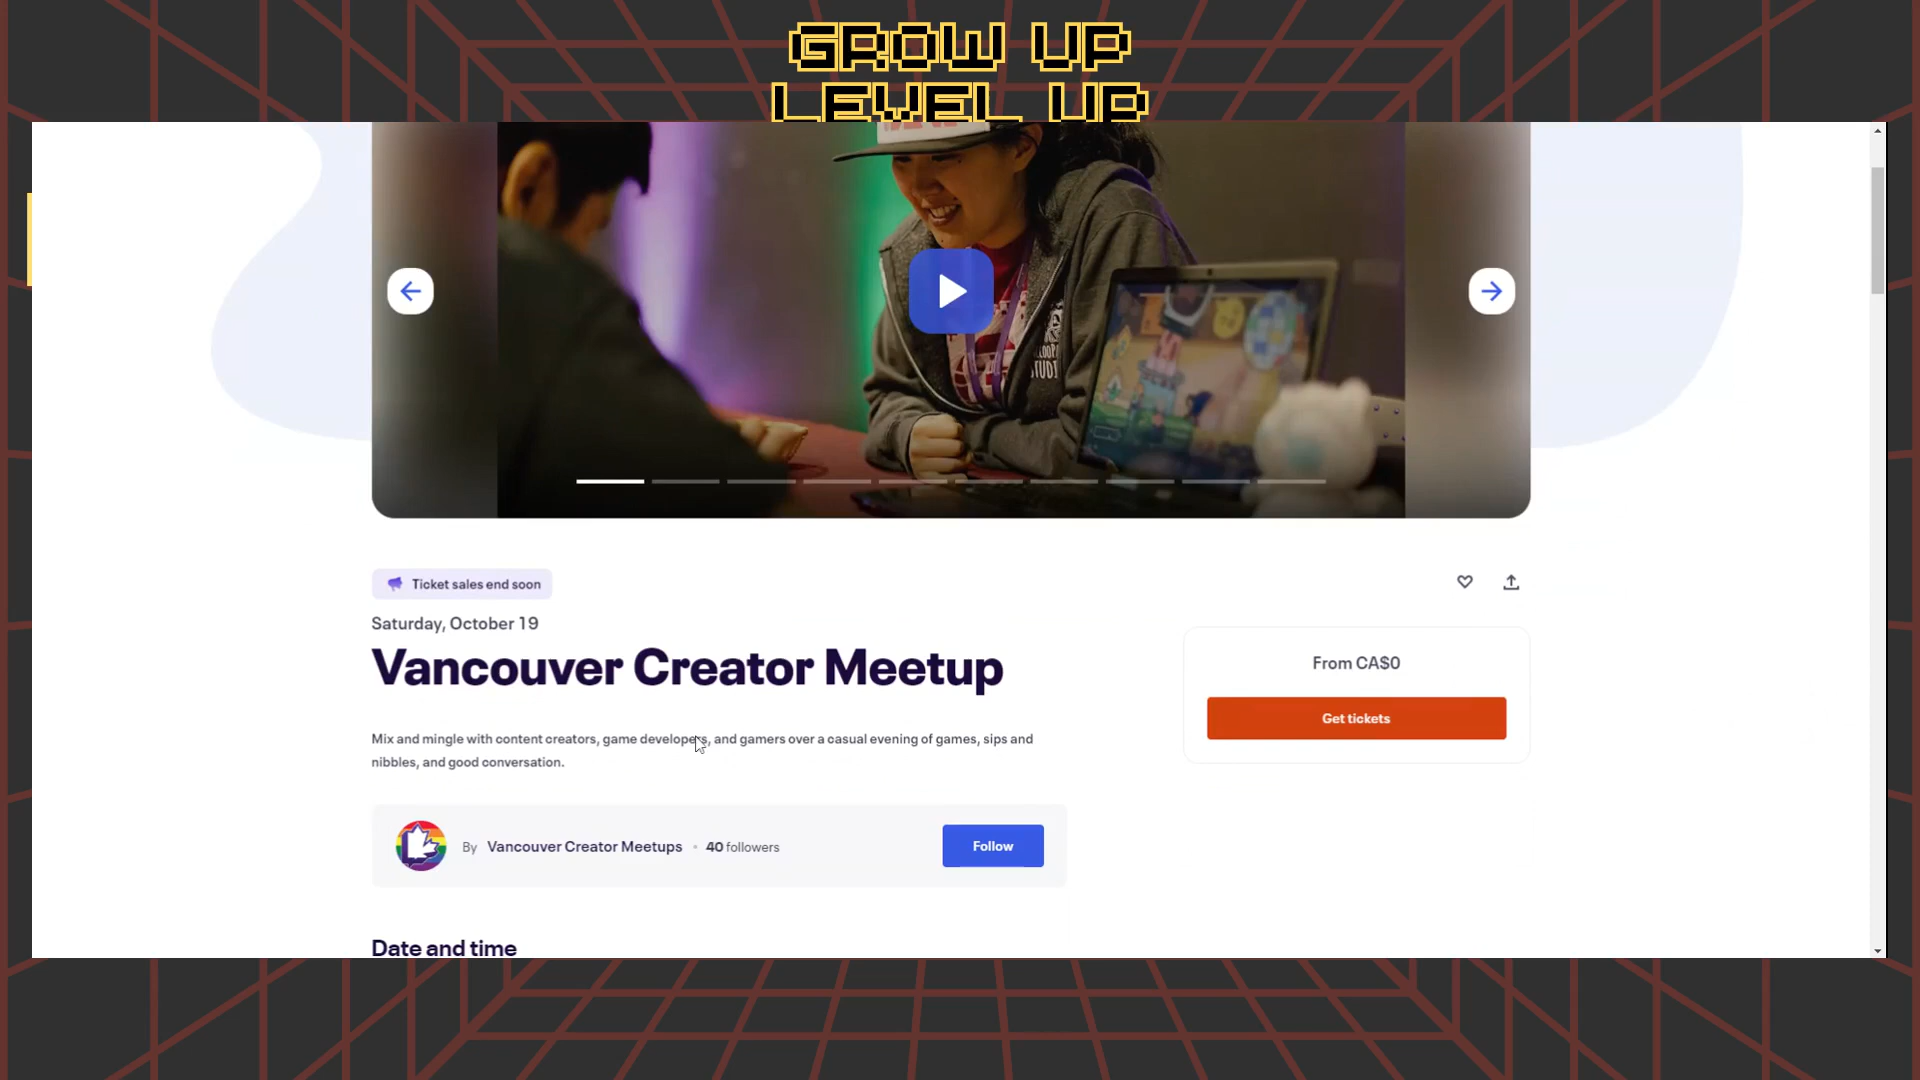 GROW UP
LEVEL UP
Ticket sales end soon
Saturday, October 19
Vancouver Creator Meetup
From CA$0
Get tickets
Mix and mingle with content creators, game developers, and gamers over a casual evening of games, sips and
nibbles, and good conversation.
By Vancouver Creator Meetups • 40 followers
Follow
Date and time